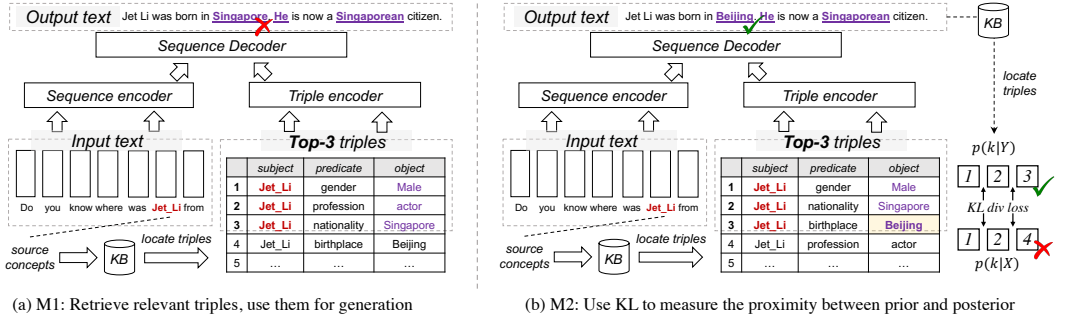 Output text
Jet Li was born in Singapore. He is now a Singaporean citizen.
Sequence Decoder
Sequence encoder
Triple encoder
Input text
Do you know where was Jet_Li from
source concepts
KB
locate triples
Top-3 triples
subject predicate object
1 Jet_Li gender Male
2 Jet_Li profession actor
3 Jet_Li nationality Singapore
4 Jet_Li birthplace Beijing
5 ... ...  ...
(a) M1: Retrieve relevant triples, use them for generation
Output text
Jet Li was born in Beijing. He is now a Singaporean citizen.
Sequence Decoder
Sequence encoder
Triple encoder
Input text
Do you know where was Jet_Li from
source concepts
KB
locate triples
Top-3 triples
subject predicate object
1 Jet_Li gender Male
2 Jet_Li nationality Singapore
3 Jet_Li birthplace Beijing
4 Jet_Li profession actor
5 ... ... ...
KB
locate
triples
p(k|Y)
1 2 3
KL div loss
1 2 4
p(k|X)
(b) M2: Use KL to measure the proximity between prior and posterior